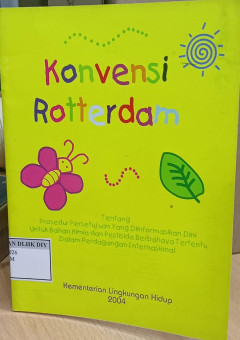 Konvensi
Rotterdam
Tentang
Prosedur Persetujuan Yang Diinformasikan Dini
Untuk Bahan Kimia dan Pestisida Berbahaya Tertentu
Dalam Perdagangan Internasional
Kementerian Lingkungan Hidup
2004